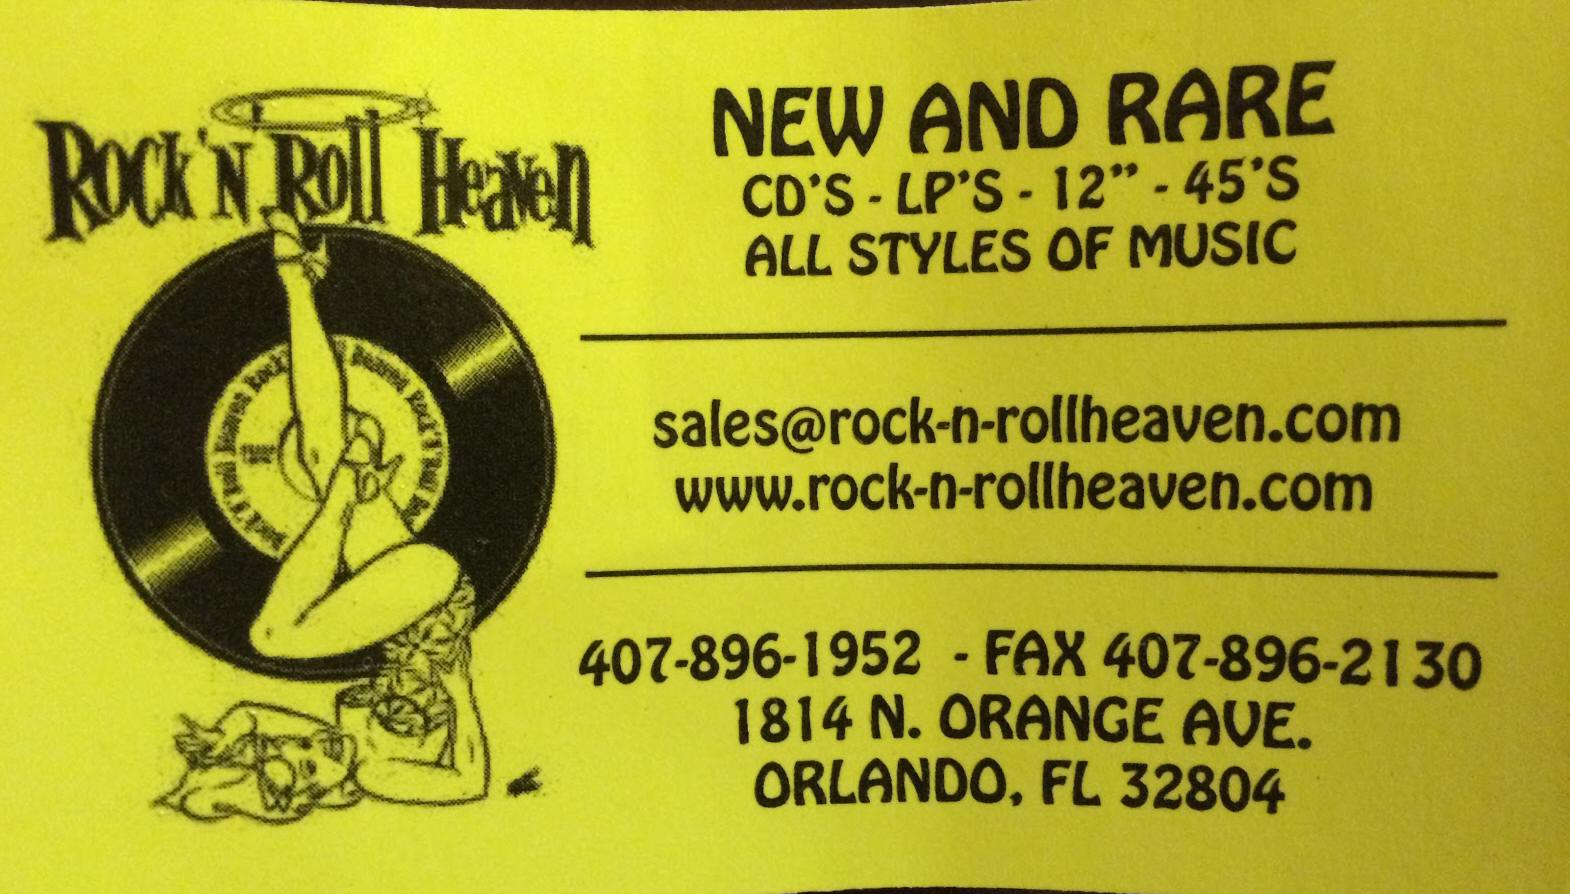 Rock 'n Roll Heaven
NEW AND RARE
CD'S - LP'S - 12" - 45'S
ALL STYLES OF MUSIC
sales@rock-n-rollheaven.com
www.rock-n-rollheaven.com
407-896-1952 - FAX 407-896-2130
1814 N. ORANGE AVE.
ORLANDO, FL 32804